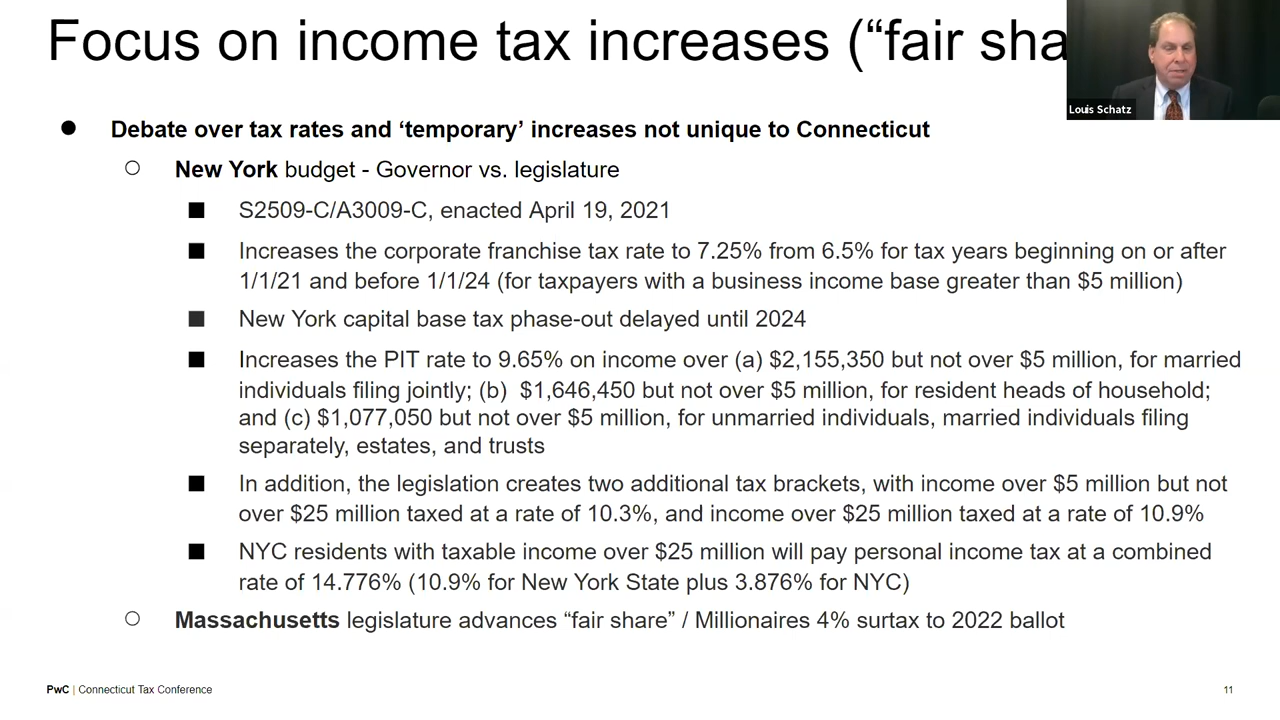 Focus on income tax increases (“fair sha
Louis Schatz
Debate over tax rates and ‘temporary’ increases not unique to Connecticut
New York budget - Governor vs. legislature
S2509-C/A3009-C, enacted April 19, 2021
Increases the corporate franchise tax rate to 7.25% from 6.5% for tax years beginning on or after
1/1/21 and before 1/1/24 (for taxpayers with a business income base greater than $5 million)
New York capital base tax phase-out delayed until 2024
Increases the PIT rate to 9.65% on income over (a) $2,155,350 but not over $5 million, for married
individuals filing jointly; (b) $1,646,450 but not over $5 million, for resident heads of household;
and (c) $1,077,050 but not over $5 million, for unmarried individuals, married individuals filing
separately, estates, and trusts
In addition, the legislation creates two additional tax brackets, with income over $5 million but not
over $25 million taxed at a rate of 10.3%, and income over $25 million taxed at a rate of 10.9%
NYC residents with taxable income over $25 million will pay personal income tax at a combined
rate of 14.776% (10.9% for New York State plus 3.876% for NYC)
Massachusetts legislature advances “fair share” / Millionaires 4% surtax to 2022 ballot
PwC | Connecticut Tax Conference
11